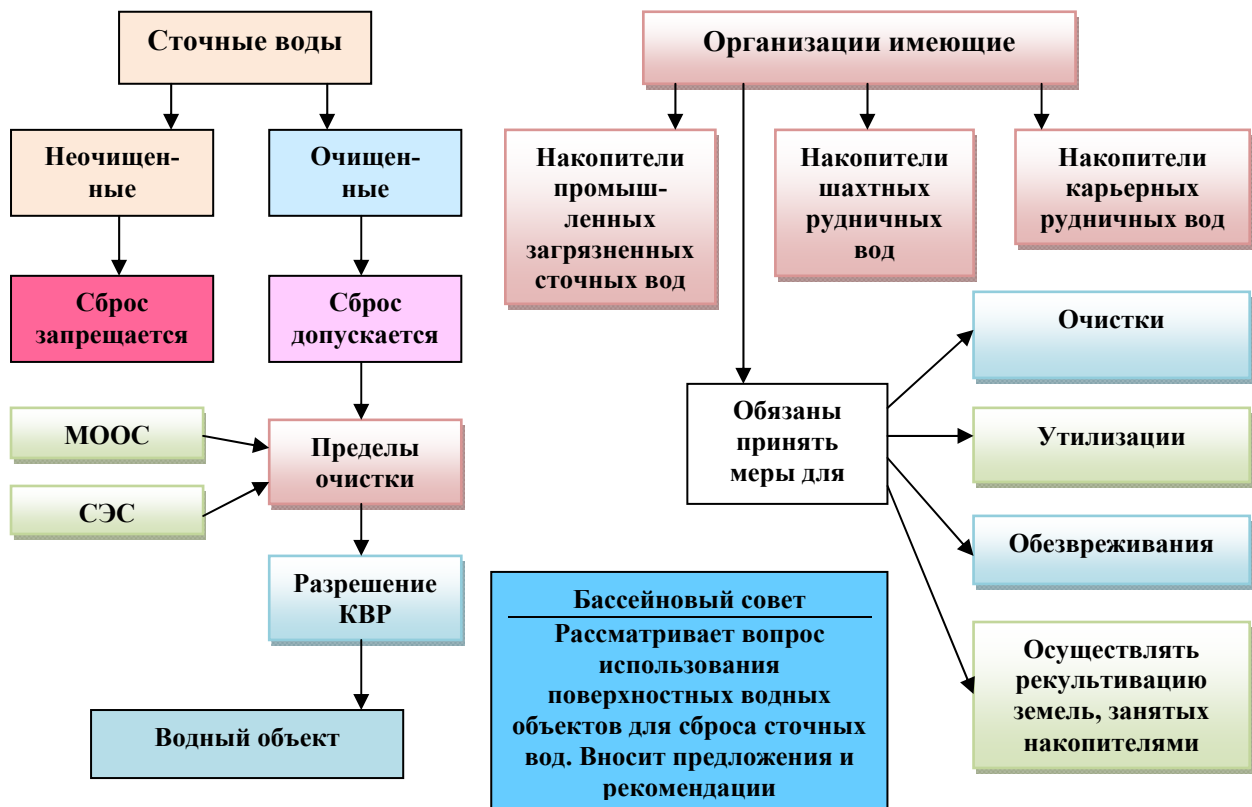 Сточные воды
Неочищен-
ные
Очищен-
ные
Сброс
запрещается
Сброс
допускается
МООС
СЭС
Пределы
очистки
Разрешение
КВР
Водный объект
Организации имеющие
Накопители
промыш-
ленных
загрязненных
сточных вод
Накопители
шахтных
рудничных
вод
Накопители
карьерных
рудничных вод
Обязаны
принять
меры для
Очистки
Утилизации
Обезвреживания
Осуществлять
рекультивацию
земель, занятых
накопителями
Бассейновый совет
Рассматривает вопрос
использования
поверхностных водных
объектов для сброса сточных
вод. Вносит предложения и
рекомендации